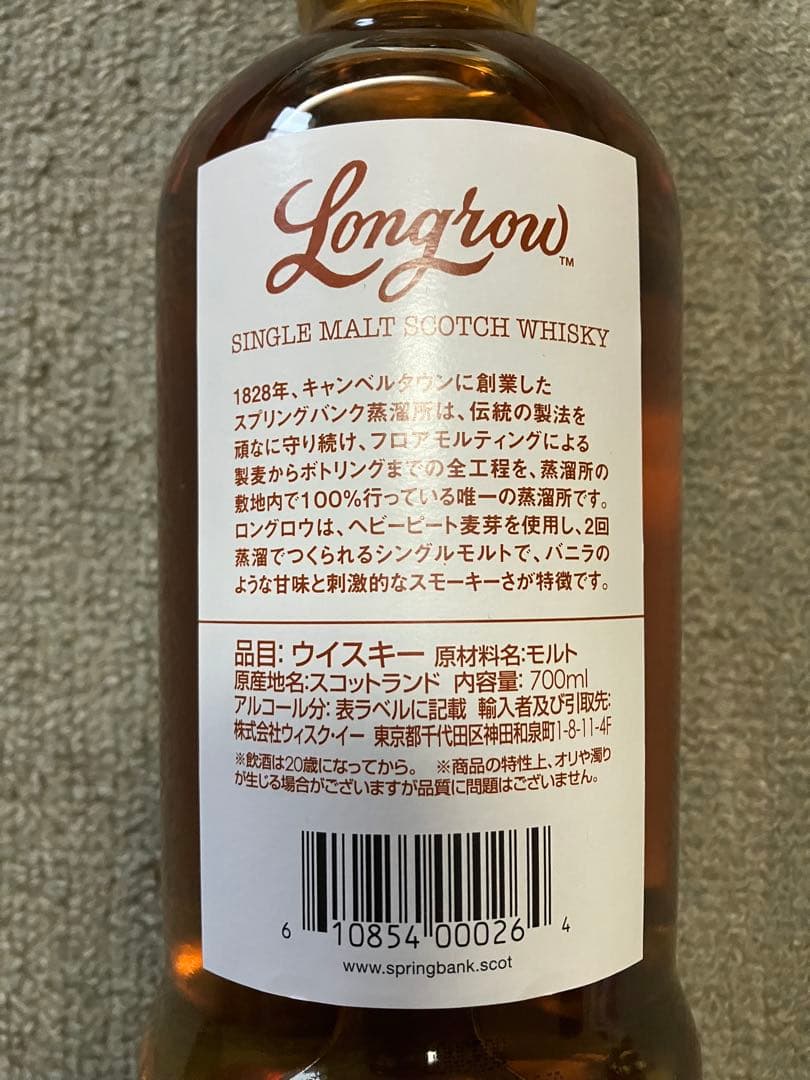 Longrow™
SINGLE MALT SCOTCH WHISKY
1828年、キャンベルタウンに創業した
スプリングバンク蒸溜所は、伝統の製法を
頑なに守り続け、フロアモルティングによる
製麦からボトリングまでの全工程を、蒸溜所の
敷地内で100%行っている唯一の蒸溜所です。
ロングロウは、ヘビーピート麦芽を使用し、2回
蒸溜でつくられるシングルモルトで、バニラの
ような甘味と刺激的なスモーキーさが特徴です。
品目: ウイスキー 原材料名:モルト
原産地名:スコットランド 内容量: 700ml
アルコール分: 表ラベルに記載 輸入者及び引取先:
株式会社ウィスク・イー 東京都千代田区神田和泉町1-8-11-4F
※飲酒は20歳になってから。 ※商品の特性上、オリや濁り
が生じる場合がございますが品質に問題はございません。
6 10854 00026 4
www.springbank.scot